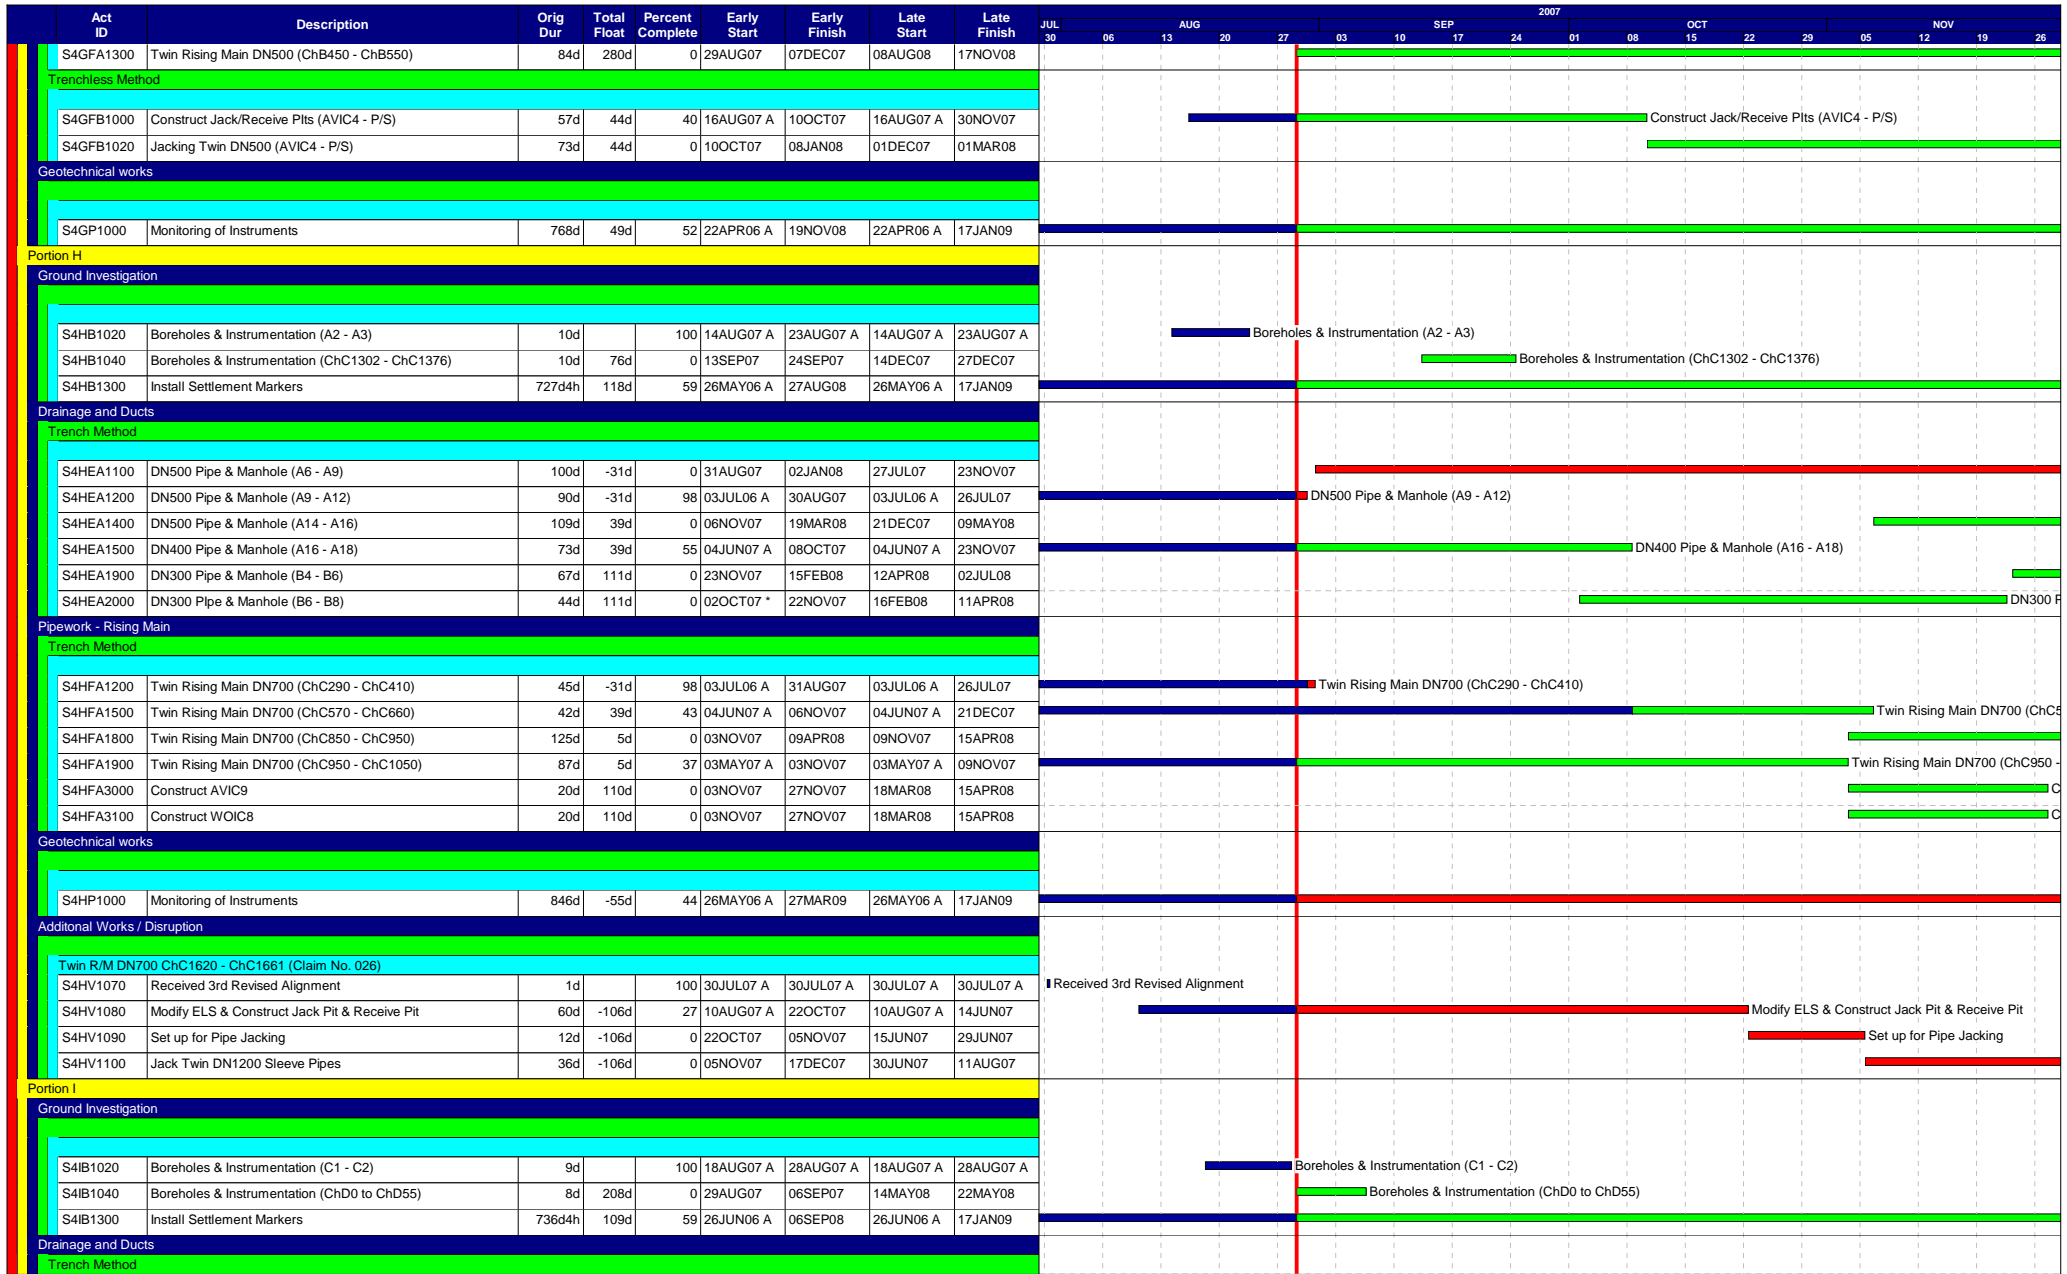 Act ID Description Orig Dur Total Float Percent Complete Early Start Early Finish Late Start Late Finish
2007
JUL AUG SEP OCT NOV
30 06 13 20 27 03 10 17 24 01 08 15 22 29 05 12 19 26
S4GFA1300 Twin Rising Main DN500 (ChB450 - ChB550) 84d 280d 0 29AUG07 07DEC07 08AUG08 17NOV08
Trenchless Method
S4GFB1000 Construct Jack/Receive PIts (AVIC4 - P/S) 57d 44d 40 16AUG07 A 10OCT07 16AUG07 A 30NOV07 Construct Jack/Receive PIts (AVIC4 - P/S)
S4GFB1020 Jacking Twin DN500 (AVIC4 - P/S) 73d 44d 0 10OCT07 08JAN08 01DEC07 01MAR08
Geotechnical works
S4GP1000 Monitoring of Instruments 768d 49d 52 22APR06 A 19NOV08 22APR06 A 17JAN09
Portion H
Ground Investigation
S4HB1020 Boreholes & Instrumentation (A2 - A3) 10d 100 14AUG07 A 23AUG07 A 14AUG07 A 23AUG07 A Boreholes & Instrumentation (A2 - A3)
S4HB1040 Boreholes & Instrumentation (ChC1302 - ChC1376) 10d 76d 0 13SEP07 24SEP07 14DEC07 27DEC07 Boreholes & Instrumentation (ChC1302 - ChC1376)
S4HB1300 Install Settlement Markers 727d4h 118d 59 26MAY06 A 27AUG08 26MAY06 A 17JAN09
Drainage and Ducts
Trench Method
S4HEA1100 DN500 Pipe & Manhole (A6 - A9) 100d -31d 0 31AUG07 02JAN08 27JUL07 23NOV07
S4HEA1200 DN500 Pipe & Manhole (A9 - A12) 90d -31d 98 03JUL06 A 30AUG07 03JUL06 A 26JUL07 DN500 Pipe & Manhole (A9 - A12)
S4HEA1400 DN500 Pipe & Manhole (A14 - A16) 109d 39d 0 06NOV07 19MAR08 21DEC07 09MAY08
S4HEA1500 DN400 Pipe & Manhole (A16 - A18) 73d 39d 55 04JUN07 A 08OCT07 04JUN07 A 23NOV07 DN400 Pipe & Manhole (A16 - A18)
S4HEA1900 DN300 Pipe & Manhole (B4 - B6) 67d 111d 0 23NOV07 15FEB08 12APR08 02JUL08
S4HEA2000 DN300 PIpe & Manhole (B6 - B8) 44d 111d 0 02OCT07 * 22NOV07 16FEB08 11APR08 DN300 F
Pipework - Rising Main
Trench Method
S4HFA1200 Twin Rising Main DN700 (ChC290 - ChC410) 45d -31d 98 03JUL06 A 31AUG07 03JUL06 A 26JUL07 Twin Rising Main DN700 (ChC290 - ChC410)
S4HFA1500 Twin Rising Main DN700 (ChC570 - ChC660) 42d 39d 43 04JUN07 A 06NOV07 04JUN07 A 21DEC07 Twin Rising Main DN700 (ChC5
S4HFA1800 Twin Rising Main DN700 (ChC850 - ChC950) 125d 5d 0 03NOV07 09APR08 09NOV07 15APR08
S4HFA1900 Twin Rising Main DN700 (ChC950 - ChC1050) 87d 5d 37 03MAY07 A 03NOV07 03MAY07 A 09NOV07 Twin Rising Main DN700 (ChC950 -
S4HFA3000 Construct AVIC9 20d 110d 0 03NOV07 27NOV07 18MAR08 15APR08 C
S4HFA3100 Construct WOIC8 20d 110d 0 03NOV07 27NOV07 18MAR08 15APR08 C
Geotechnical works
S4HP1000 Monitoring of Instruments 846d -55d 44 26MAY06 A 27MAR09 26MAY06 A 17JAN09
Additonal Works / Disruption
Twin R/M DN700 ChC1620 - ChC1661 (Claim No. 026)
S4HV1070 Received 3rd Revised Alignment 1d 100 30JUL07 A 30JUL07 A 30JUL07 A 30JUL07 A Received 3rd Revised Alignment
S4HV1080 Modify ELS & Construct Jack Pit & Receive Pit 60d -106d 27 10AUG07 A 22OCT07 10AUG07 A 14JUN07 Modify ELS & Construct Jack Pit & Receive Pit
S4HV1090 Set up for Pipe Jacking 12d -106d 0 22OCT07 05NOV07 15JUN07 29JUN07 Set up for Pipe Jacking
S4HV1100 Jack Twin DN1200 Sleeve Pipes 36d -106d 0 05NOV07 17DEC07 30JUN07 11AUG07
Portion I
Ground Investigation
S4IB1020 Boreholes & Instrumentation (C1 - C2) 9d 100 18AUG07 A 28AUG07 A 18AUG07 A 28AUG07 A Boreholes & Instrumentation (C1 - C2)
S4IB1040 Boreholes & Instrumentation (ChD0 to ChD55) 8d 208d 0 29AUG07 06SEP07 14MAY08 22MAY08 Boreholes & Instrumentation (ChD0 to ChD55)
S4IB1300 Install Settlement Markers 736d4h 109d 59 26JUN06 A 06SEP08 26JUN06 A 17JAN09
Drainage and Ducts
Trench Method